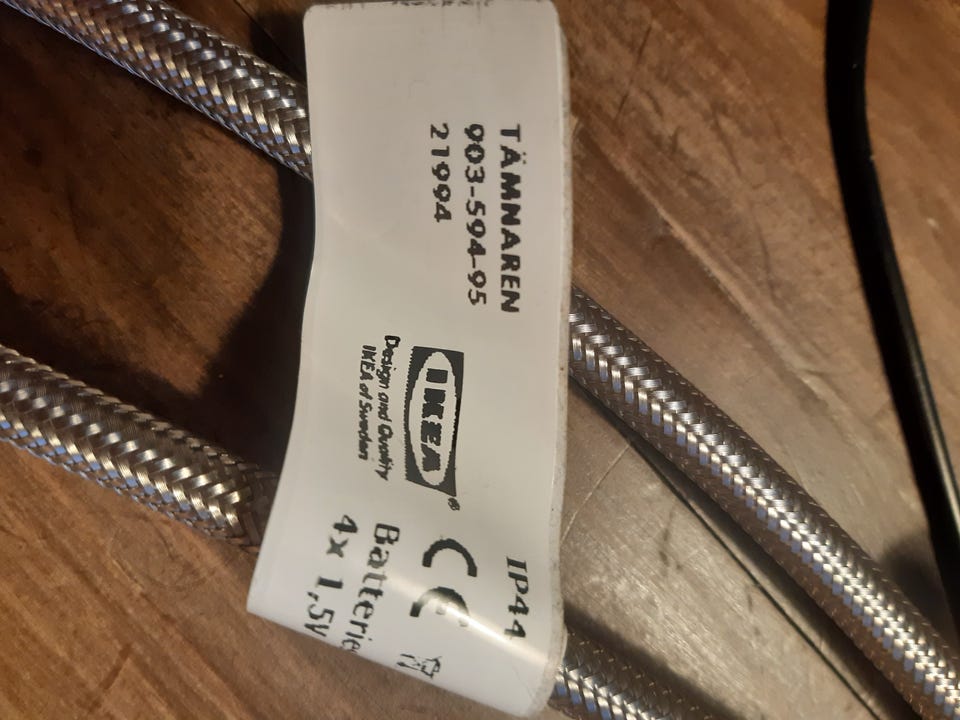 TÄMNAREN
903-594-95
21994
IKEA®
Design and Quality
IKEA of Sweden
IP44
CE
Batterie
4x 1,5V